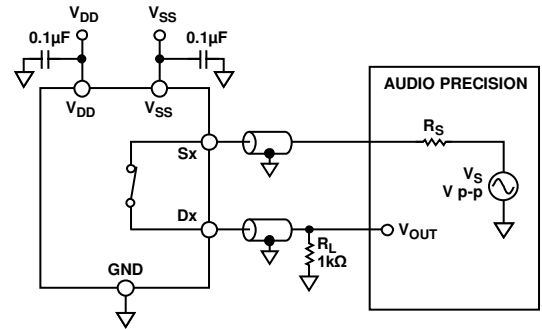 VDD
VSS
0.1µF
0.1µF
VDD
VSS
AUDIO PRECISION
Sx
RS
VS
V p-p
Dx
VOUT
RL
1kΩ
GND